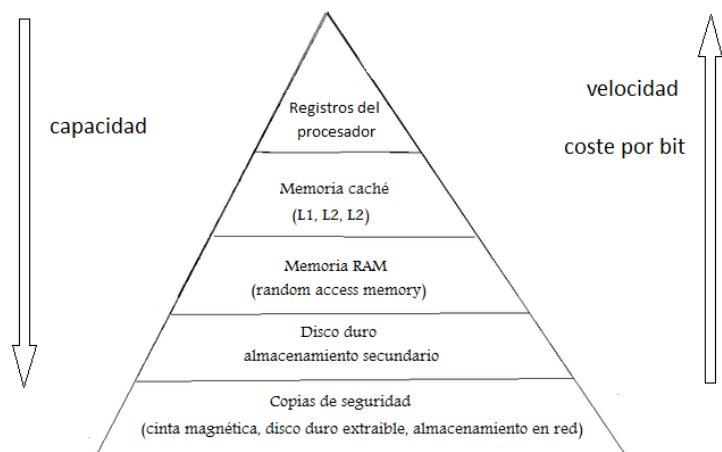 capacidad
velocidad
coste por bit
Registros del
procesador
Memoria caché
(L1, L2, L2)
Memoria RAM
(random access memory)
Disco duro
almacenamiento secundario
Copias de seguridad
(cinta magnética, disco duro extraible, almacenamiento en red)